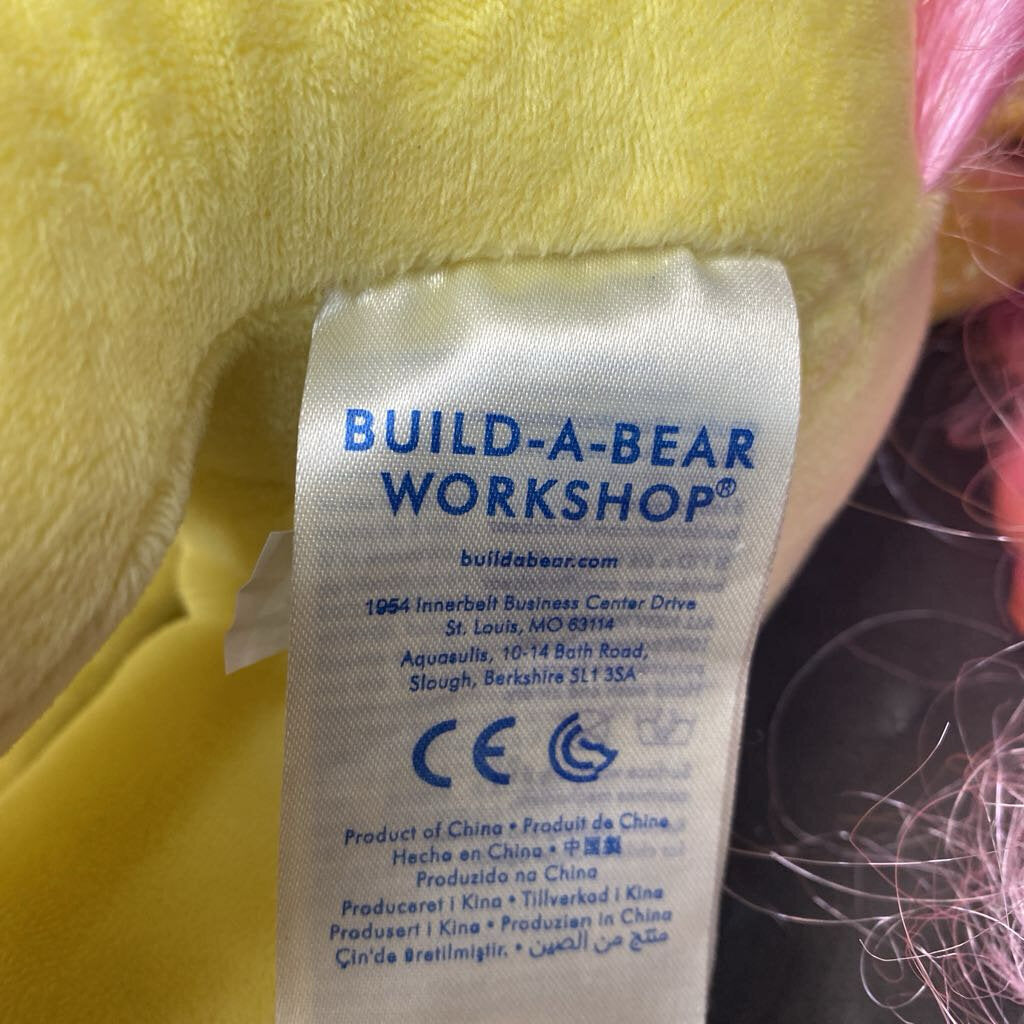 BUILD-A-BEAR
WORKSHOP®
buildabear.com
1954 Innerbelt Business Center Drive
St. Louis, MO 63114
Aquasulis, 10-14 Bath Road,
Slough, Berkshire SL1 3SA
CE
Product of China • Produit de Chine
Hecho en China • 中国製
Produzido na China
Produceret i Kina • Tillverkad i Kina
Produsert i Kina • Produzien in China
Çin'de üretilmiştir. • منتج من الصين